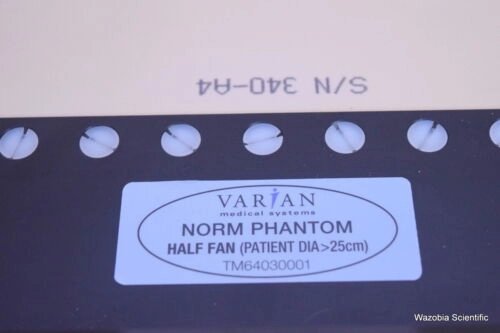 S/N 340-A4
VARIAN
medical systems
NORM PHANTOM
HALF FAN (PATIENT DIA>25cm)
TM64030001
Wazobia Scientific